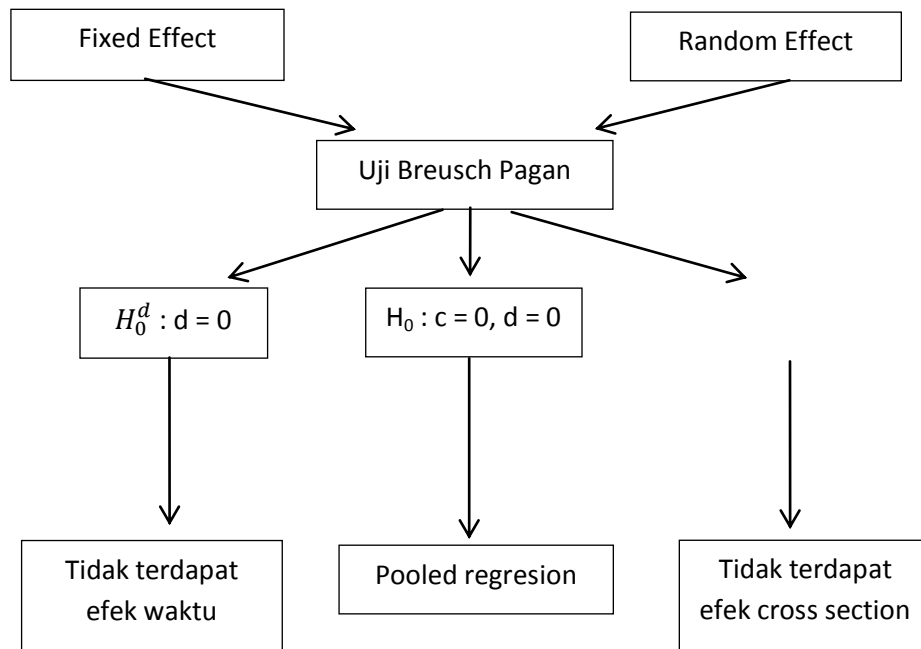 Fixed Effect
Random Effect
Uji Breusch Pagan
$H_0^d$ : d = 0
H₀ : c = 0, d = 0
Tidak terdapat
efek waktu
Pooled regresion
Tidak terdapat
efek cross section